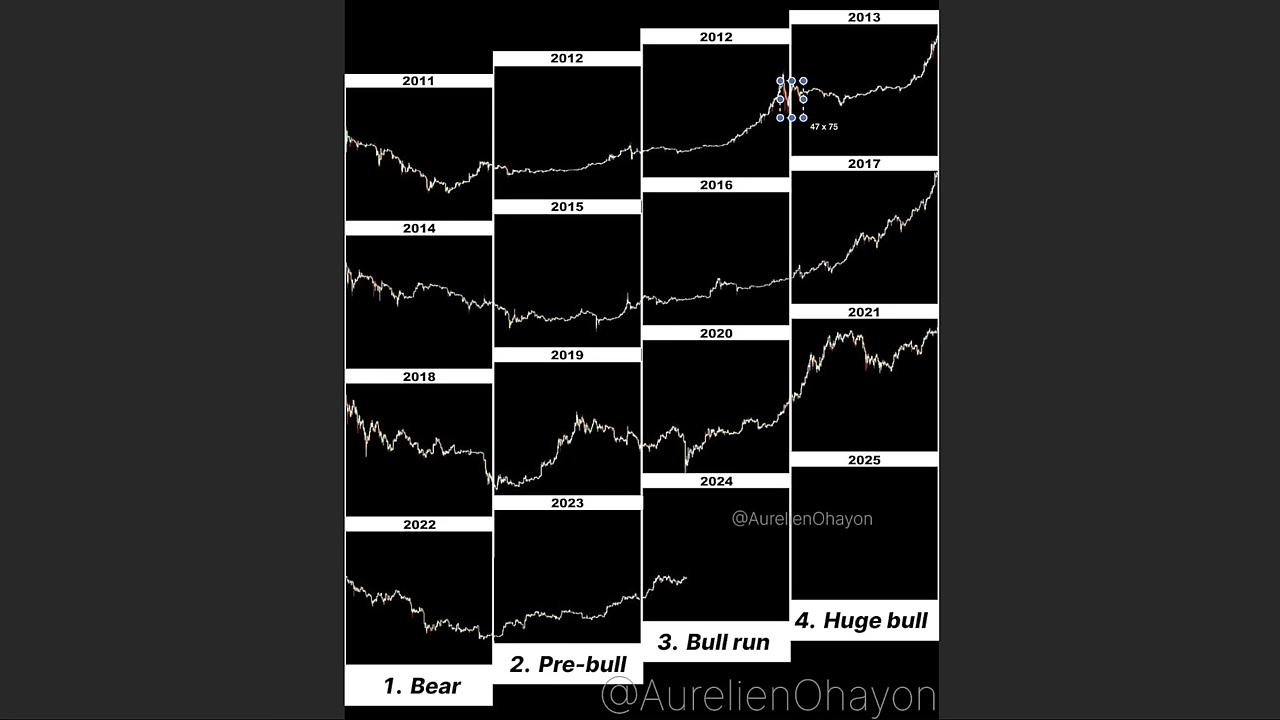 2013
2012
2012
2011
47 x 75
2017
2016
2015
2014
2021
2020
2019
2018
2025
2024
2023
2022
@AurelienOhayon
4. Huge bull
3. Bull run
2. Pre-bull
1. Bear
@AurelienOhayon